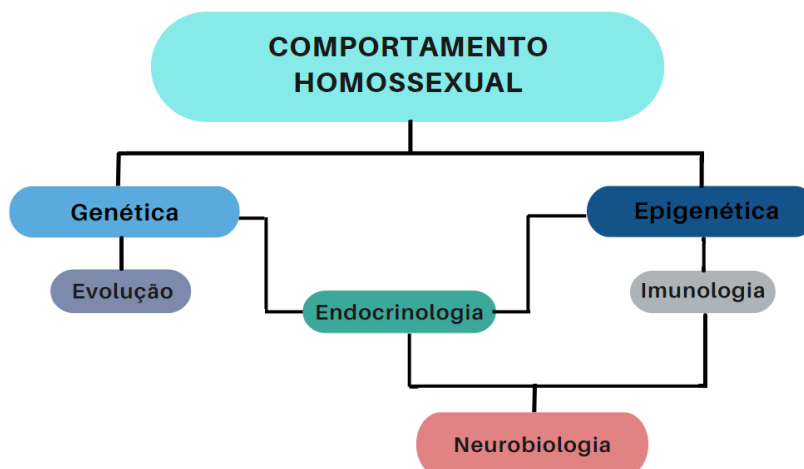 COMPORTAMENTO
HOMOSSEXUAL
Genética
Epigenética
Evolução
Imunologia
Endocrinologia
Neurobiologia